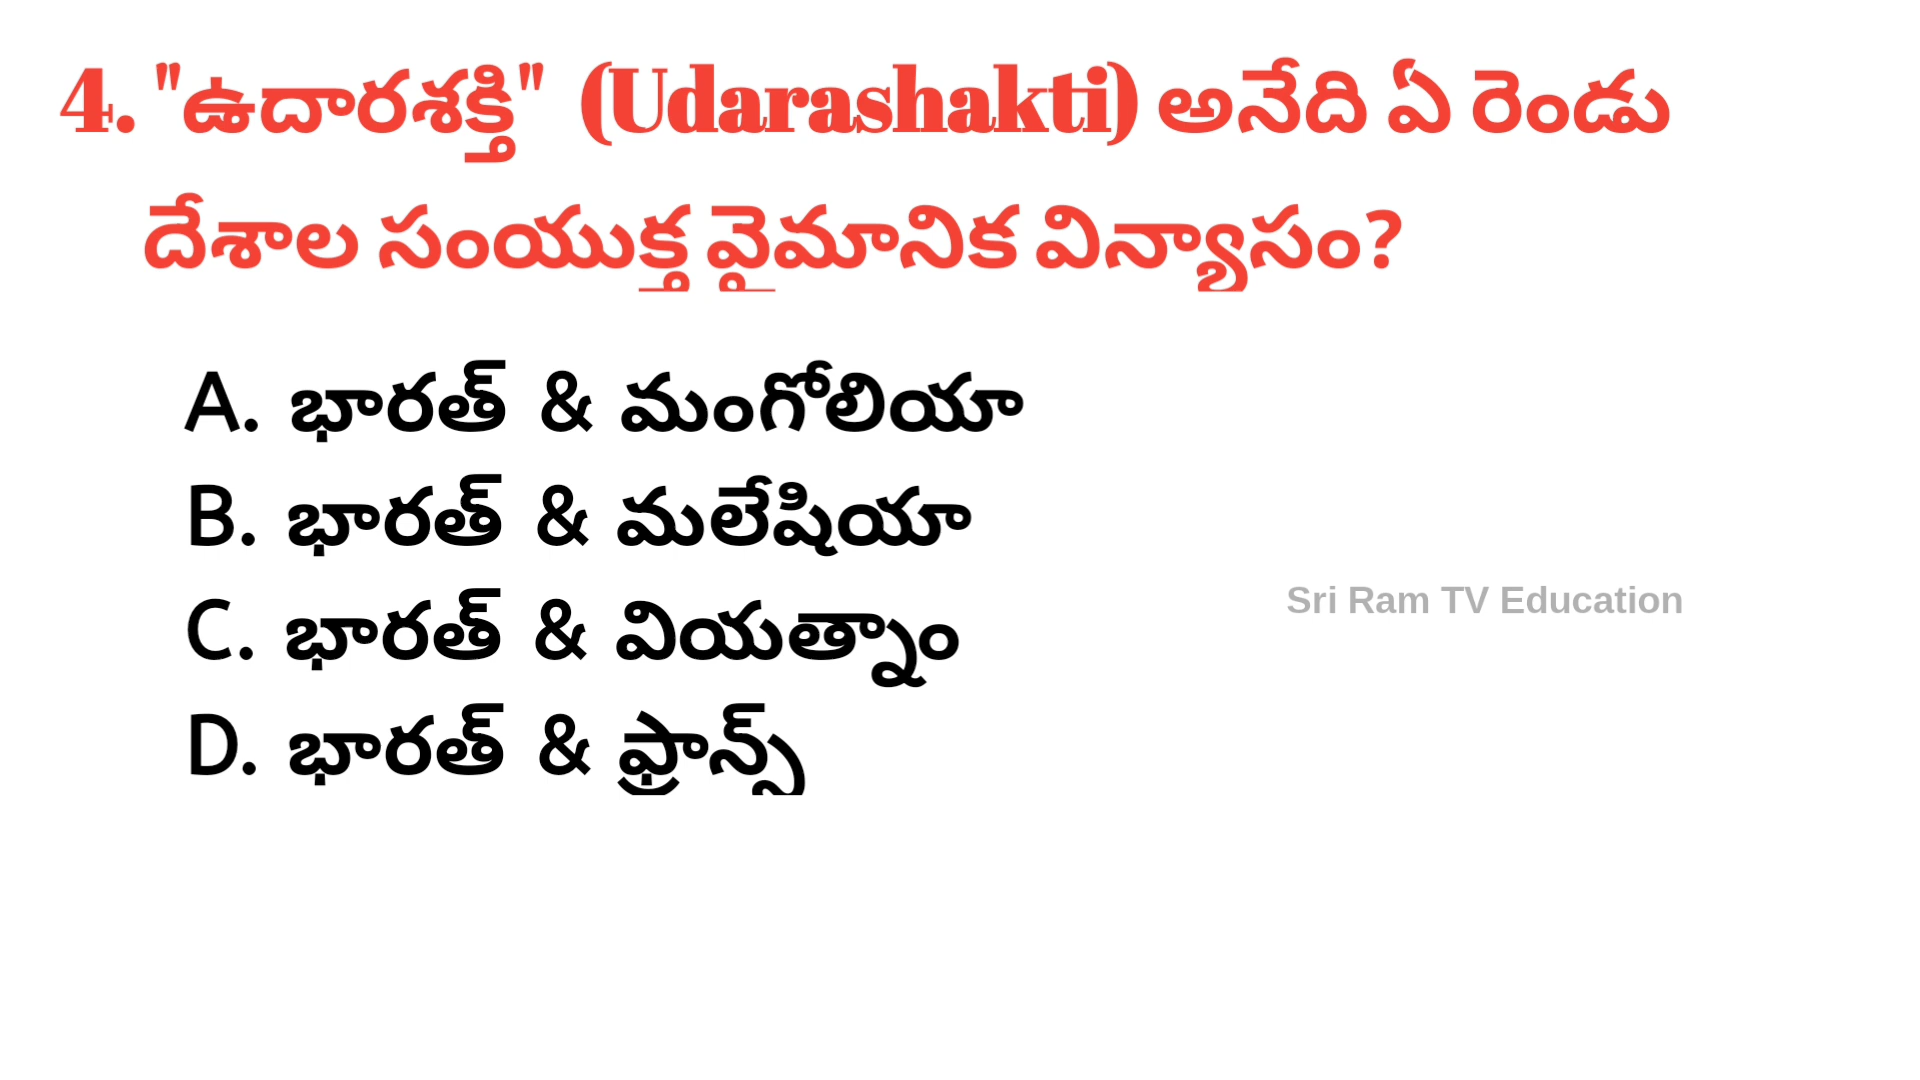 4. "ఉదారశక్తి" (Udarashakti) అనేది ఏ రెండు
దేశాల సంయుక్త వైమానిక విన్యాసం?
A. భారత్ & మంగోలియా
B. భారత్ & మలేషియా
C. భారత్ & వియత్నాం
D. భారత్ & ఫ్రాన్స్
Sri Ram TV Education